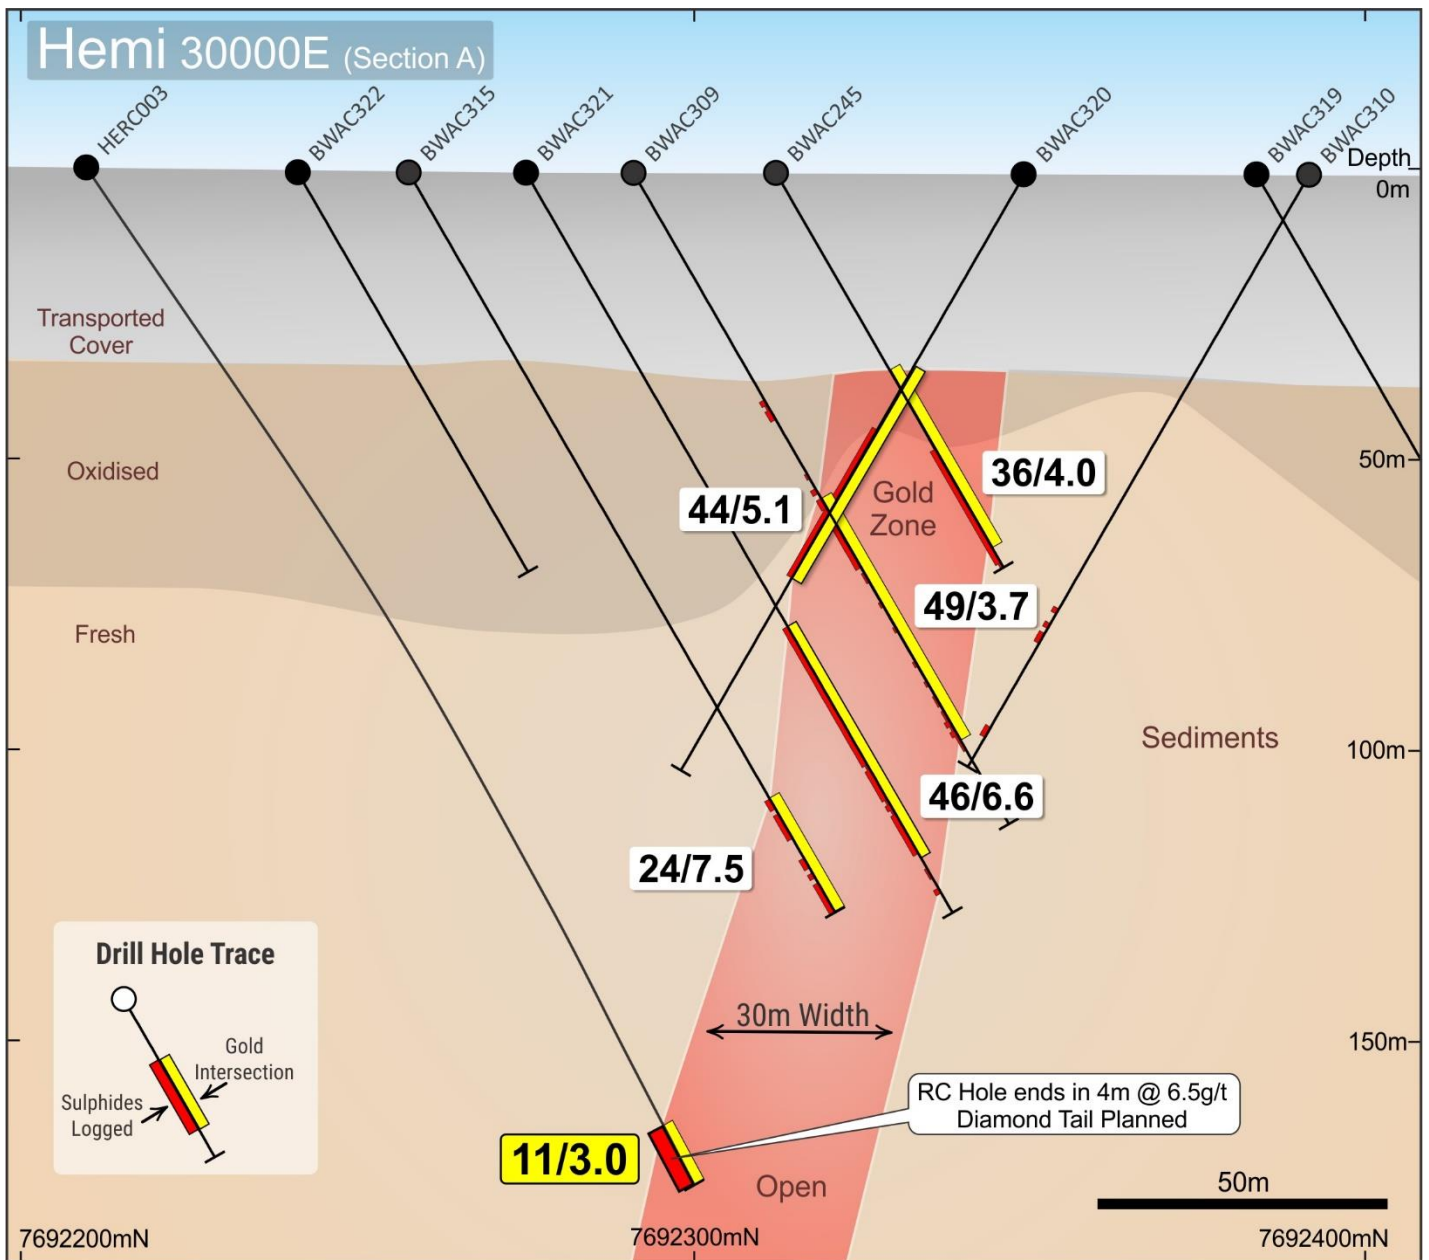 Hemi 30000E (Section A)
HERC003
BWAC322
BWAC315
BWAC321
BWAC309
BWAC245
BWAC320
BWAC319
BWAC310
Depth
0m
Transported
Cover
Oxidised
Fresh
50m
100m
150m
44/5.1
Gold
Zone
36/4.0
49/3.7
46/6.6
24/7.5
Sediments
30m Width
Drill Hole Trace
Gold
Intersection
Sulphides
Logged
RC Hole ends in 4m @ 6.5g/t
Diamond Tail Planned
11/3.0
Open
50m
7692200mN
7692300mN
7692400mN